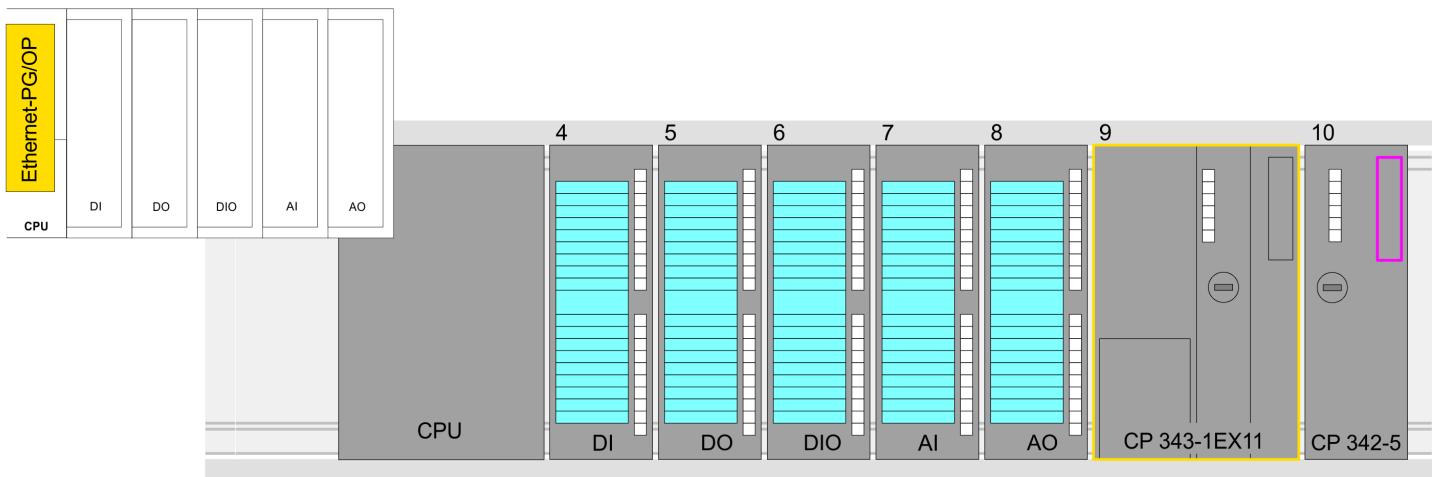 Ethernet-PG/OP
CPU
DI
DO
DIO
AI
AO
4
5
6
7
8
9
10
CPU
DI
DO
DIO
AI
AO
CP 343-1EX11
CP 342-5